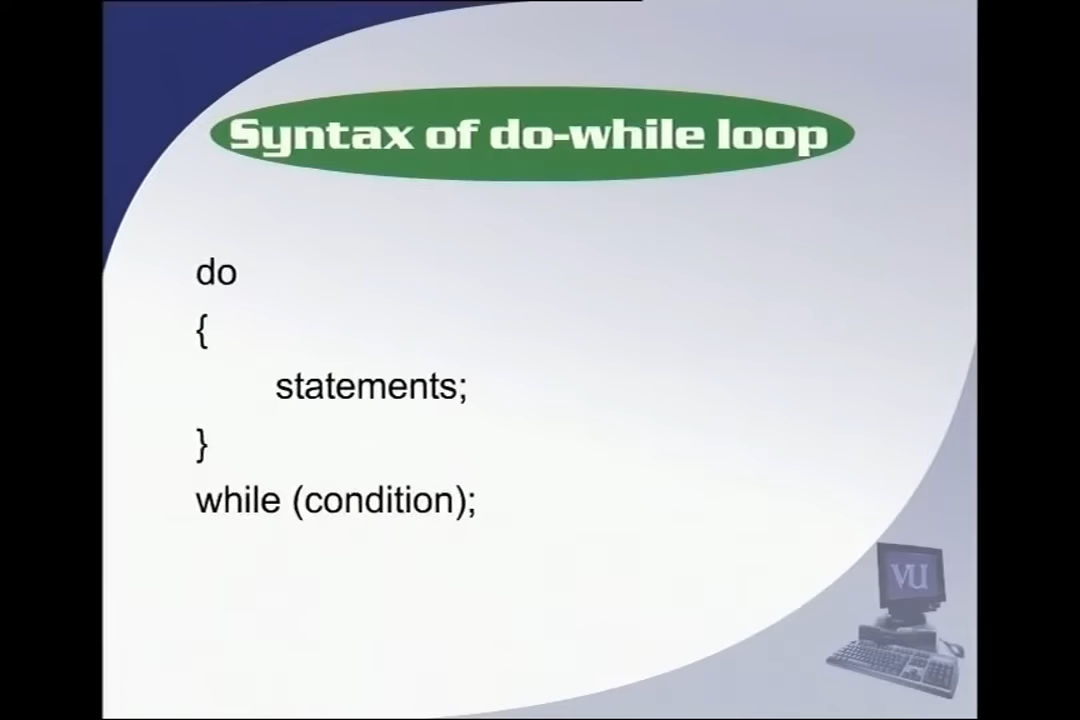 Syntax of do-while loop
do
{
statements;
}
while (condition);
VU